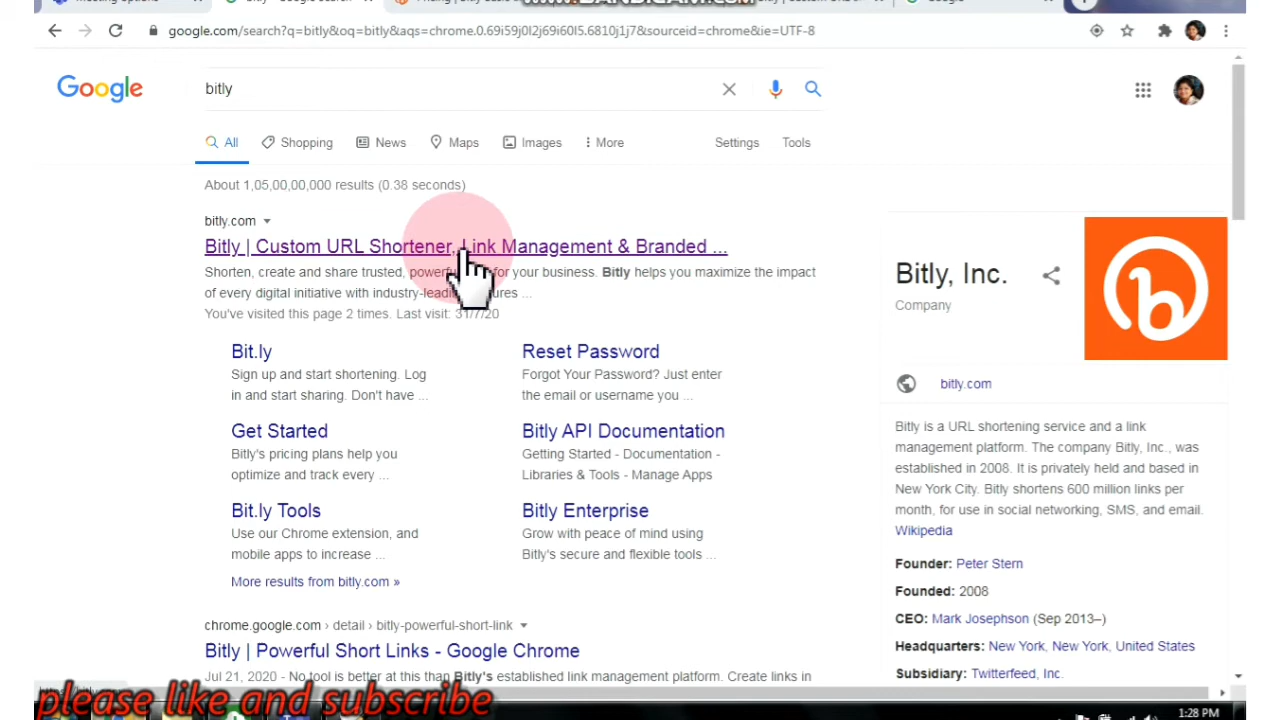 google.com/search?q=bitly&oq=bitly&aqs=chrome.0.69i59j0l2j69i60l5.6810j1j7&sourceid=chrome&ie=UTF-8
Google
bitly
All
Shopping
News
Maps
Images
More
Settings
Tools
About 1,05,00,00,000 results (0.38 seconds)
bitly.com
Bitly | Custom URL Shortener, Link Management & Branded ...
Shorten, create and share trusted, for your business. Bitly helps you maximize the impact
of every digital initiative with ...
You've visited this page 2 times. Last visit: 31/7/20
Bit.ly
Sign up and start shortening. Log
in and start sharing. Don't have ...
Reset Password
Forgot Your Password? Just enter
the email or username you ...
Get Started
Bitly's pricing plans help you
optimize and track every ...
Bitly API Documentation
Getting Started - Documentation -
Libraries & Tools - Manage Apps
Bit.ly Tools
Use our Chrome extension, and
mobile apps to increase ...
Bitly Enterprise
Grow with peace of mind using
Bitly's secure and flexible tools ...
More results from bitly.com »
chrome.google.com › detail › bitly-powerful-short-link
Bitly | Powerful Short Links - Google Chrome
Jul 21, 2020 - No tool is better at this than Bitly's established link management platform. Create links in
Bitly, Inc.
Company
b
bitly.com
Bitly is a URL shortening service and a link
management platform. The company Bitly, Inc., was
established in 2008. It is privately held and based in
New York City. Bitly shortens 600 million links per
month, for use in social networking, SMS, and email.
Wikipedia
Founder: Peter Stern
Founded: 2008
CEO: Mark Josephson (Sep 2013–)
Headquarters: New York, New York, United States
Subsidiary: Twitterfeed, Inc.
please like and subscribe
1:28 PM